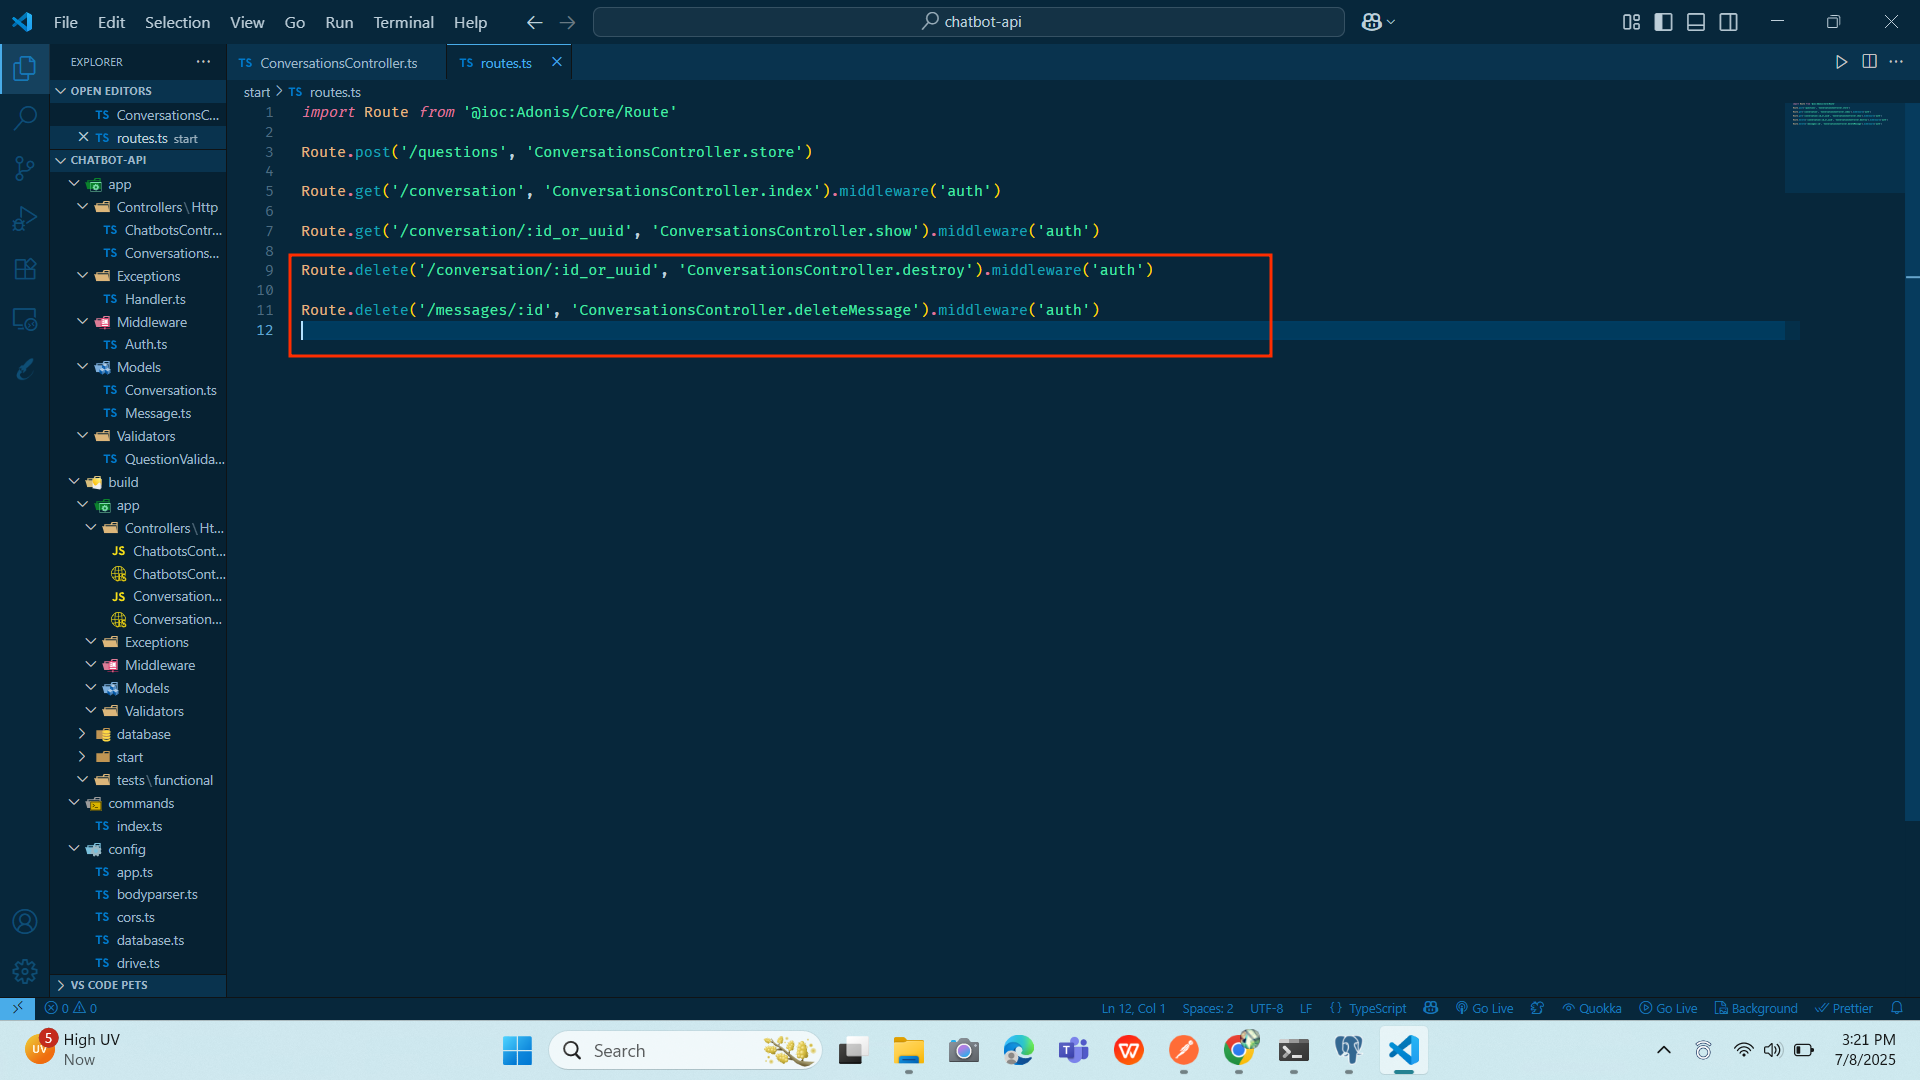 File Edit Selection View Go Run Terminal Help
chatbot-api
EXPLORER
OPEN EDITORS
TS ConversationsC...
TS routes.ts start
CHATBOT-API
app
Controllers\Http
TS ChatbotsContr...
TS Conversations...
Exceptions
TS Handler.ts
Middleware
TS Auth.ts
Models
TS Conversation.ts
TS Message.ts
Validators
TS QuestionValida...
build
app
Controllers\Ht...
JS ChatbotsCont...
ChatbotsCont...
JS Conversation...
Conversation...
Exceptions
Middleware
Models
Validators
database
start
tests\functional
commands
TS index.ts
config
TS app.ts
TS bodyparser.ts
TS cors.ts
TS database.ts
TS drive.ts
VS CODE PETS
TS ConversationsController.ts
TS routes.ts
start > TS routes.ts
1 import Route from '@ioc:Adonis/Core/Route'
2
3 Route.post('/questions', 'ConversationsController.store')
4
5 Route.get('/conversation', 'ConversationsController.index').middleware('auth')
6
7 Route.get('/conversation/:id_or_uuid', 'ConversationsController.show').middleware('auth')
8
9 Route.delete('/conversation/:id_or_uuid', 'ConversationsController.destroy').middleware('auth')
10
11 Route.delete('/messages/:id', 'ConversationsController.deleteMessage').middleware('auth')
12
0 0
Ln 12, Col 1 Spaces: 2 UTF-8 LF {} TypeScript Go Live Quokka Go Live Background Prettier
UV 5 High UV
Now
Search
3:21 PM
7/8/2025